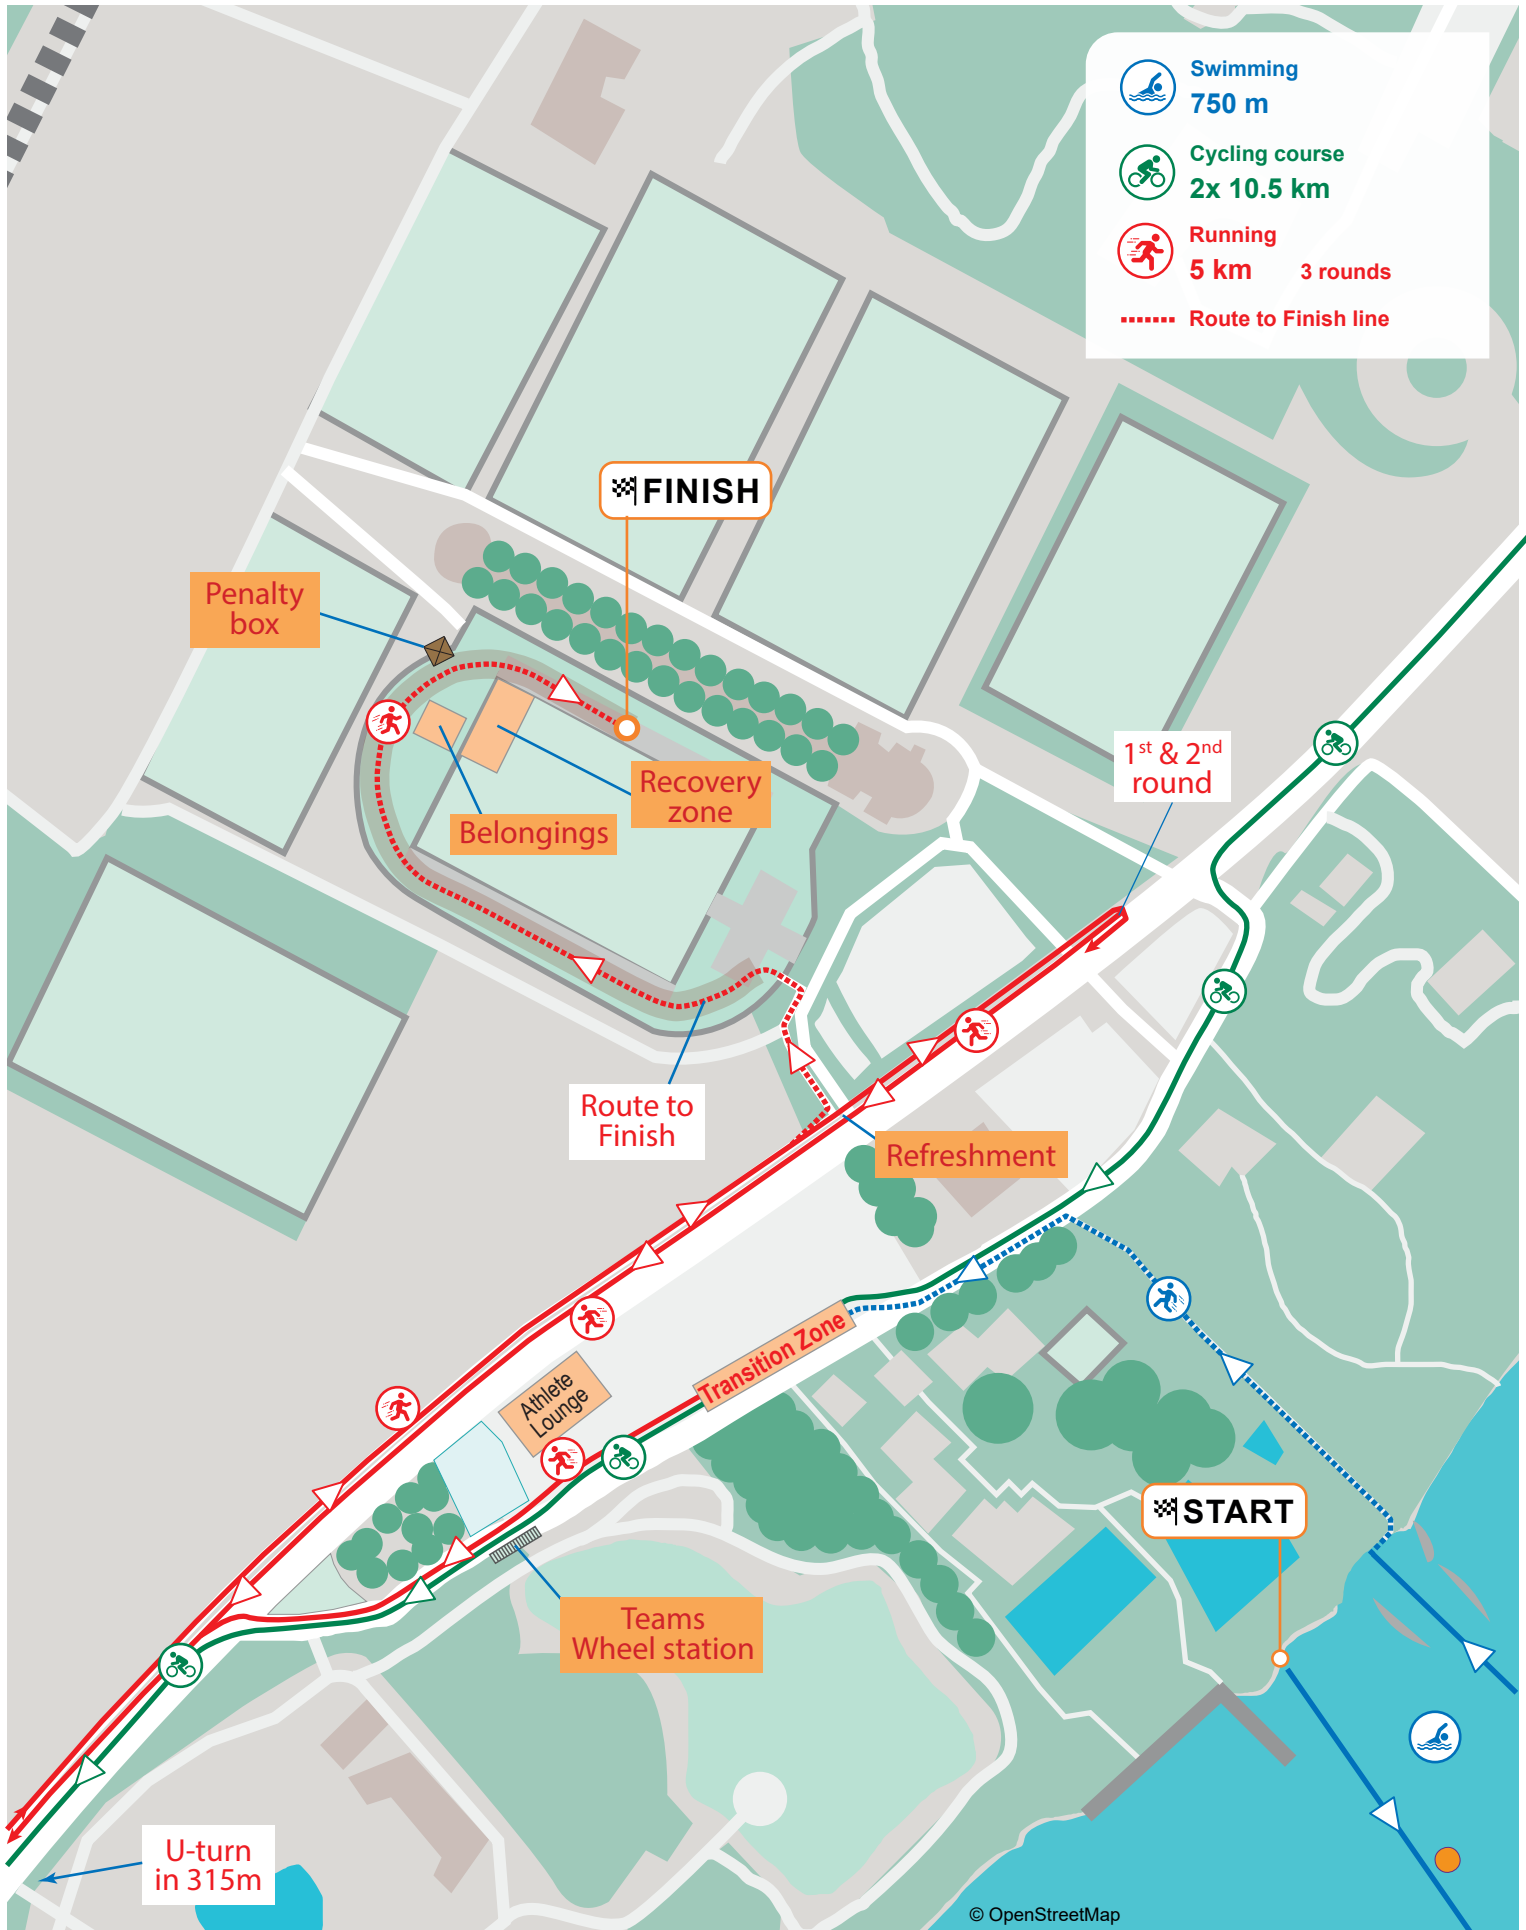 Swimming
750 m
Cycling course
2x 10.5 km
Running
5 km 3 rounds
Route to Finish line
FINISH
Penalty
box
1st & 2nd
round
Recovery
zone
Belongings
Route to
Finish
Refreshment
Transition Zone
Athlete
Lounge
START
Teams
Wheel station
U-turn
in 315m
© OpenStreetMap